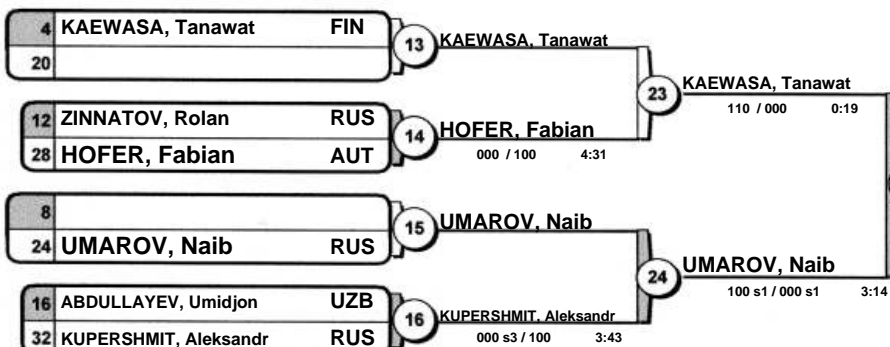 4 KAEWASA, Tanawat FIN
20
13 KAEWASA, Tanawat
12 ZINNATOV, Rolan RUS
28 HOFER, Fabian AUT
14 HOFER, Fabian
000 / 100 4:31
23 KAEWASA, Tanawat
110 / 000 0:19
8
24 UMAROV, Naib RUS
15 UMAROV, Naib
16 ABDULLAYEV, Umidjon UZB
32 KUPERSHMIT, Aleksandr RUS
16 KUPERSHMIT, Aleksandr
000 s3 / 100 3:43
24 UMAROV, Naib
100 s1 / 000 s1 3:14